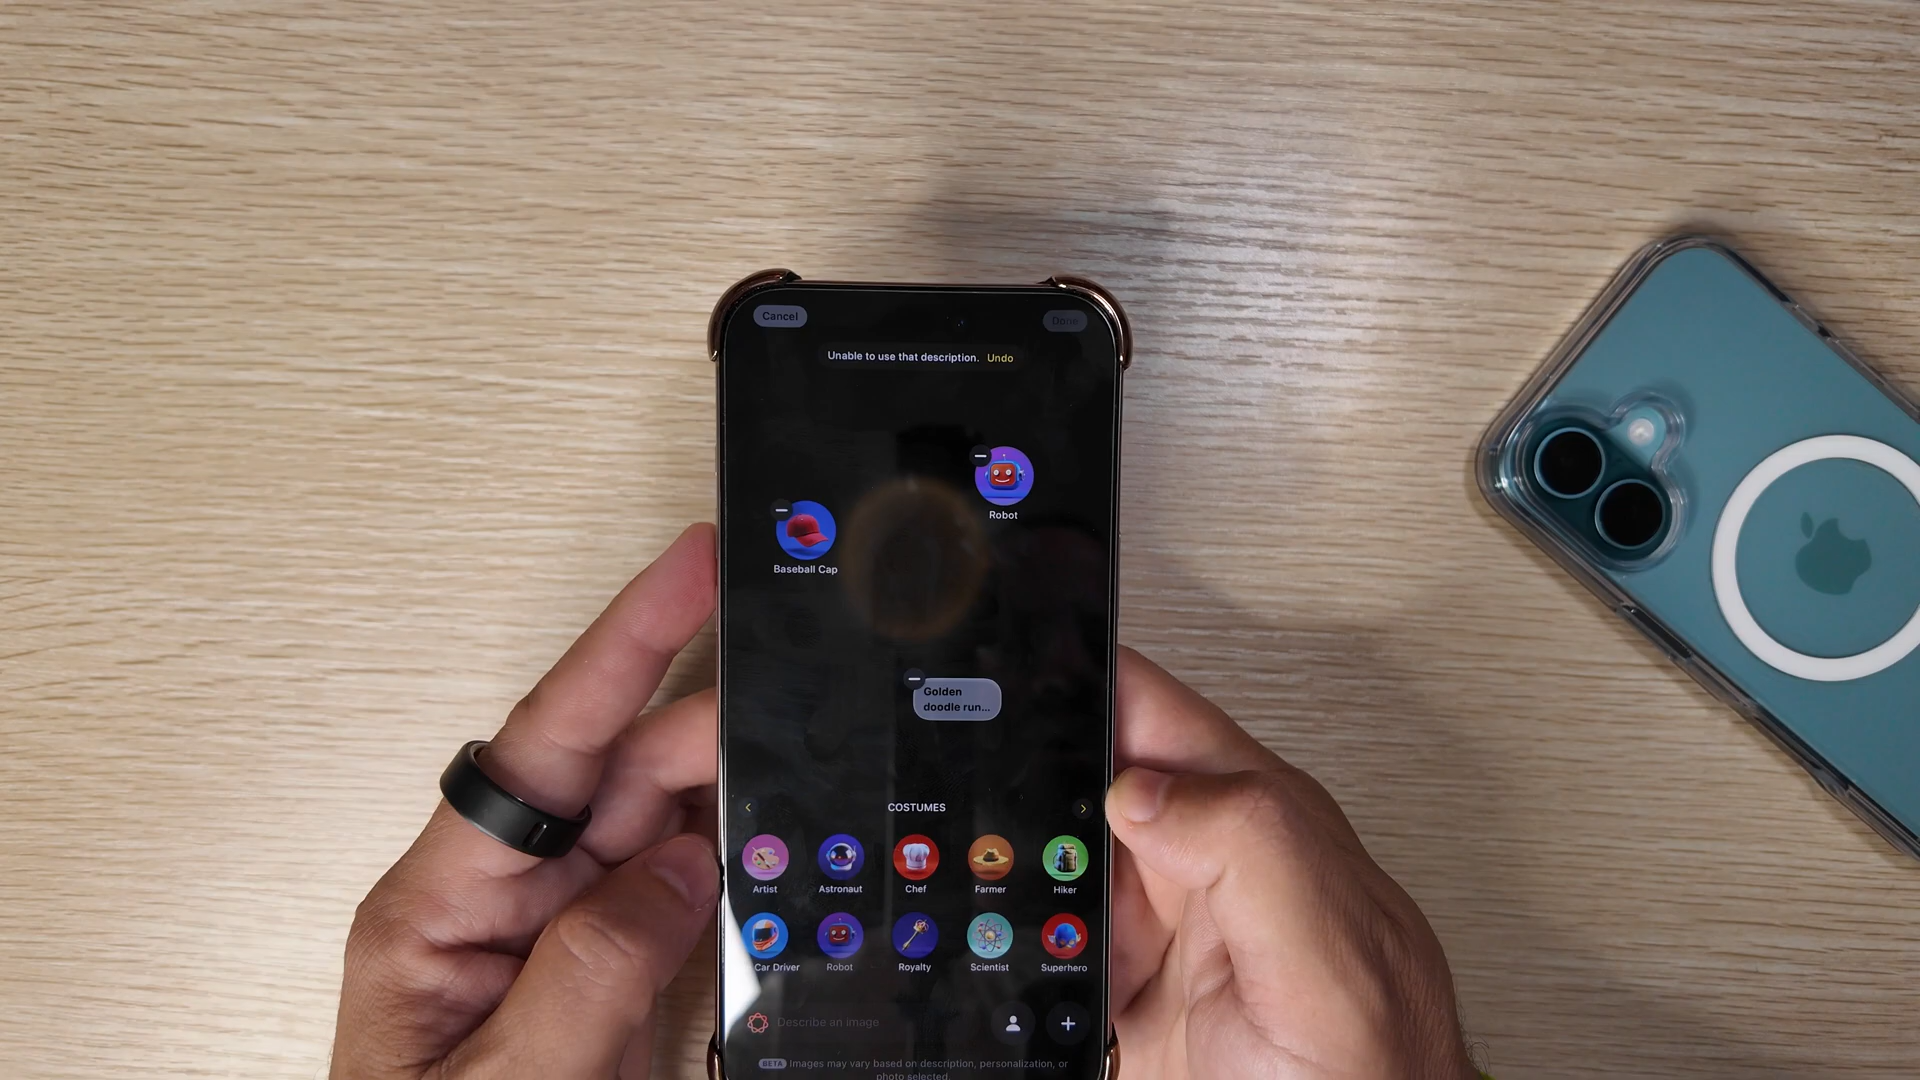 Cancel
Done
Unable to use that description. Undo
Robot
Baseball Cap
Golden
doodle run...
COSTUMES
Artist
Astronaut
Chef
Farmer
Hiker
Car Driver
Robot
Royalty
Scientist
Superhero
Describe an image
BETA Images may vary based on description, personalization, or
photo selected.